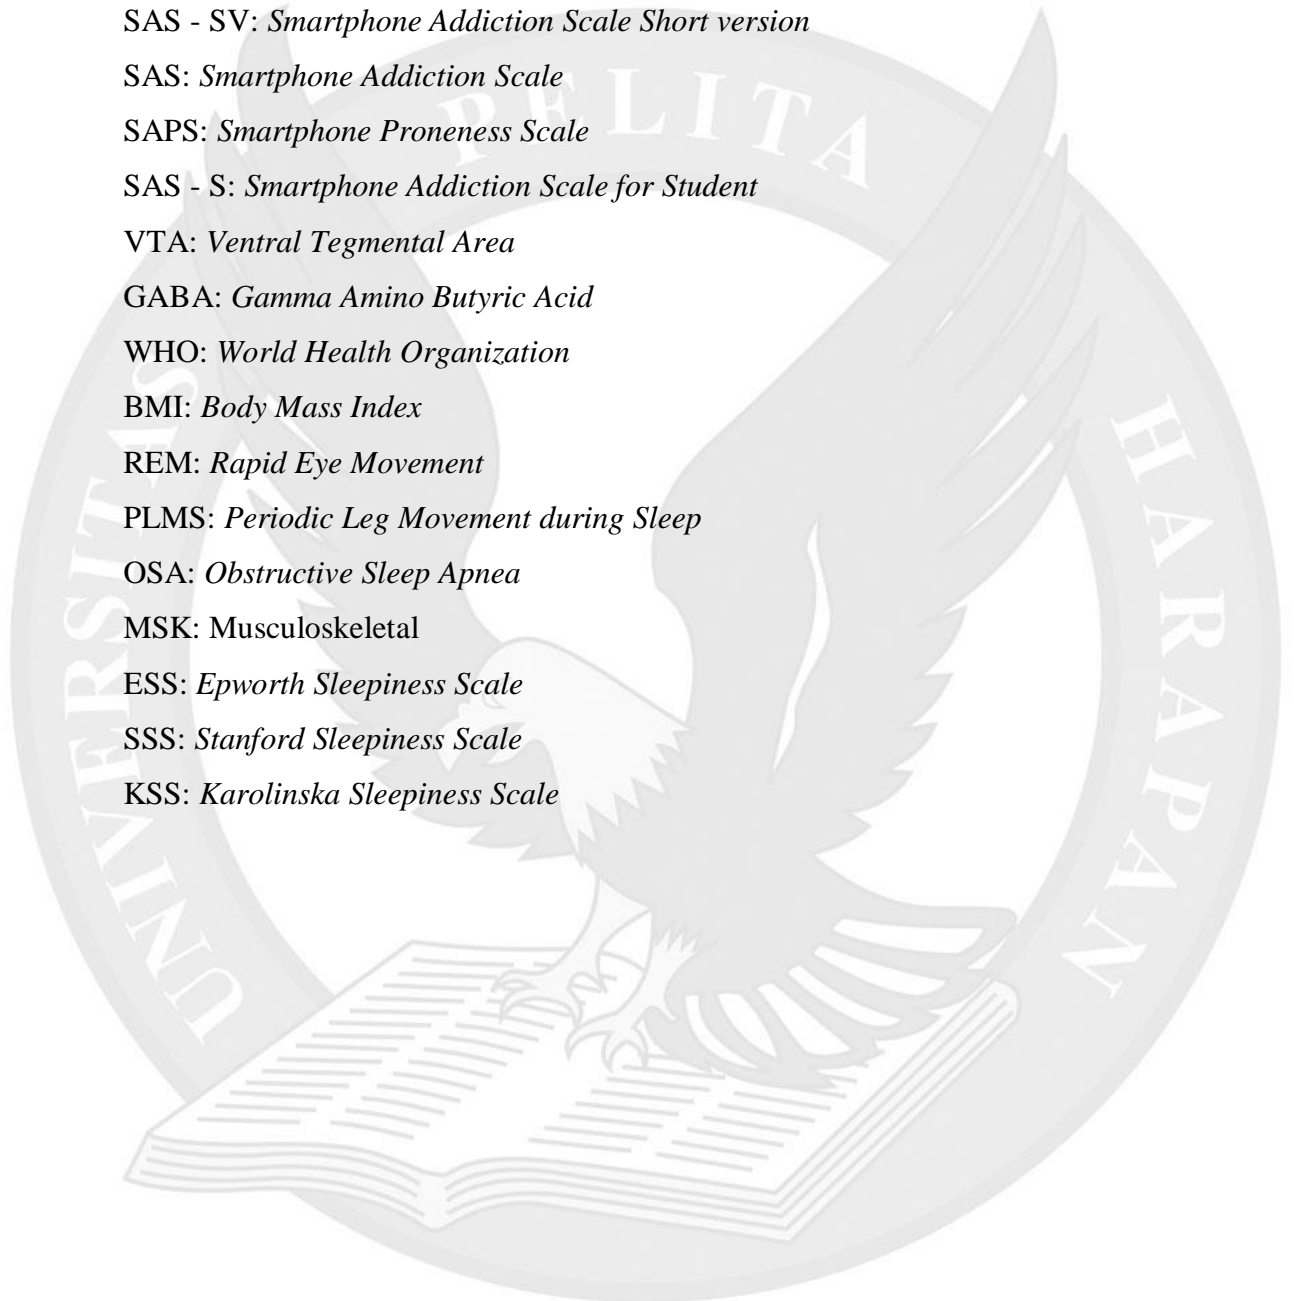 SAS - SV: Smartphone Addiction Scale Short version
SAS: Smartphone Addiction Scale
SAPS: Smartphone Proneness Scale
SAS - S: Smartphone Addiction Scale for Student
VTA: Ventral Tegmental Area
GABA: Gamma Amino Butyric Acid
WHO: World Health Organization
BMI: Body Mass Index
REM: Rapid Eye Movement
PLMS: Periodic Leg Movement during Sleep
OSA: Obstructive Sleep Apnea
MSK: Musculoskeletal
ESS: Epworth Sleepiness Scale
SSS: Stanford Sleepiness Scale
KSS: Karolinska Sleepiness Scale
UNIVERSITAS PELITA HARAPAN